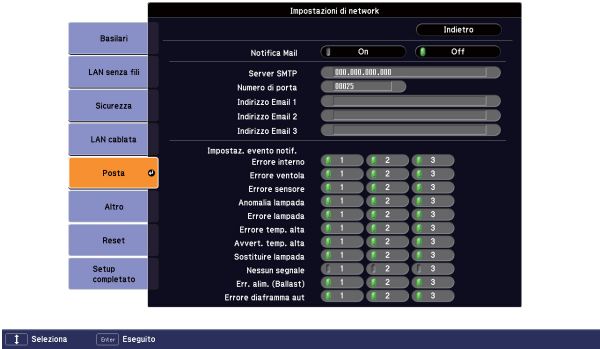 Impostazioni di network
Indietro
Basilari
LAN senza fili
Sicurezza
LAN cablata
Posta
Altro
Reset
Setup
completato
Notifica Mail On Off
Server SMTP 000.000.000.000
Numero di porta 00025
Indirizzo Email 1
Indirizzo Email 2
Indirizzo Email 3
Impostaz. evento notif.
Errore interno 1 2 3
Errore ventola 1 2 3
Errore sensore 1 2 3
Anomalia lampada 1 2 3
Errore lampada 1 2 3
Errore temp. alta 1 2 3
Avvert. temp. alta 1 2 3
Sostituire lampada 1 2 3
Nessun segnale 1 2 3
Err. alim. (Ballast) 1 2 3
Errore diaframma aut 1 2 3
Seleziona Enter Eseguito